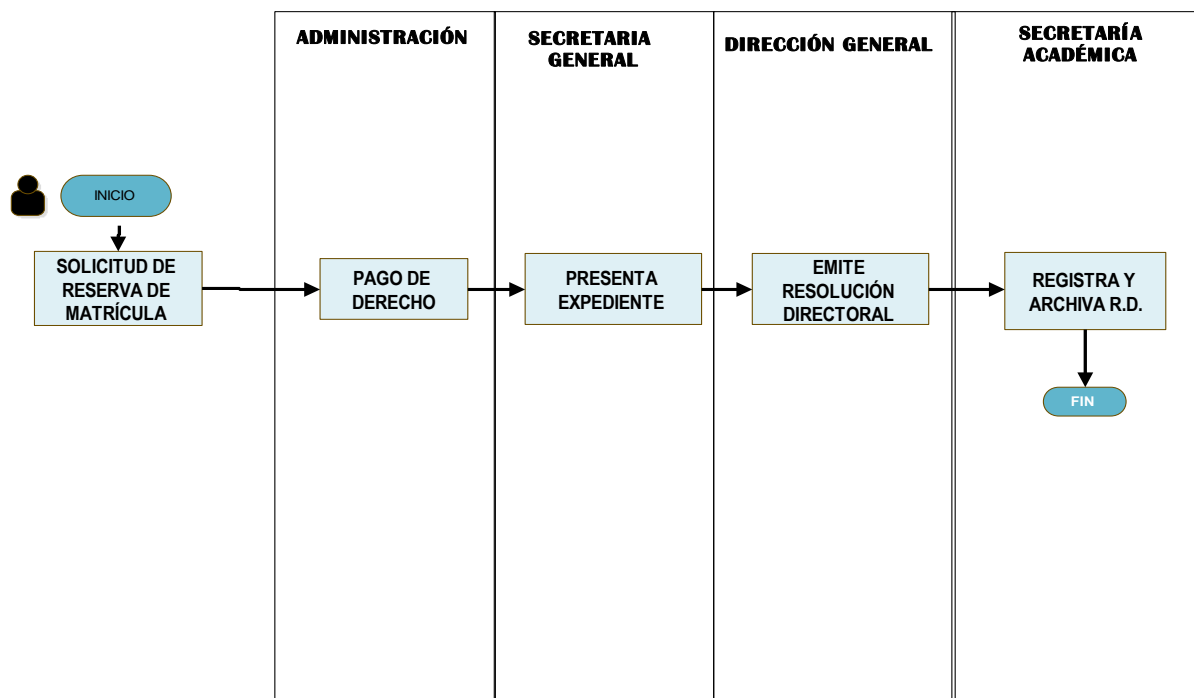 ADMINISTRACIÓN
SECRETARIA
GENERAL
DIRECCIÓN GENERAL
SECRETARÍA
ACADÉMICA
INICIO
SOLICITUD DE
RESERVA DE
MATRÍCULA
PAGO DE
DERECHO
PRESENTA
EXPEDIENTE
EMITE
RESOLUCIÓN
DIRECTORAL
REGISTRA Y
ARCHIVA R.D.
FIN